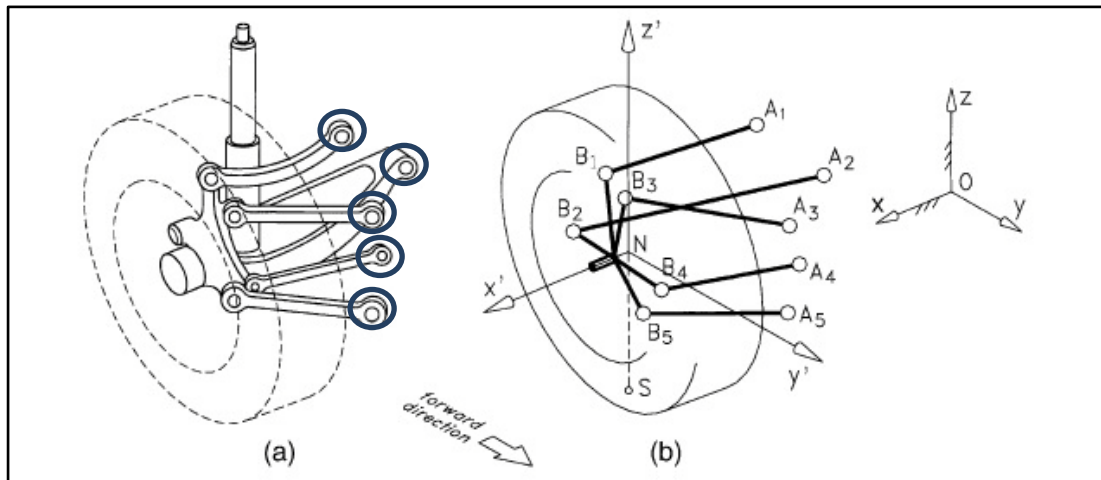 z'
A₁
B₁
A₂
z
B₃
B₂
A₃
O
x
y
N
B₄
A₄
x'
B₅
A₅
y'
S
forward
direction
(a)
(b)